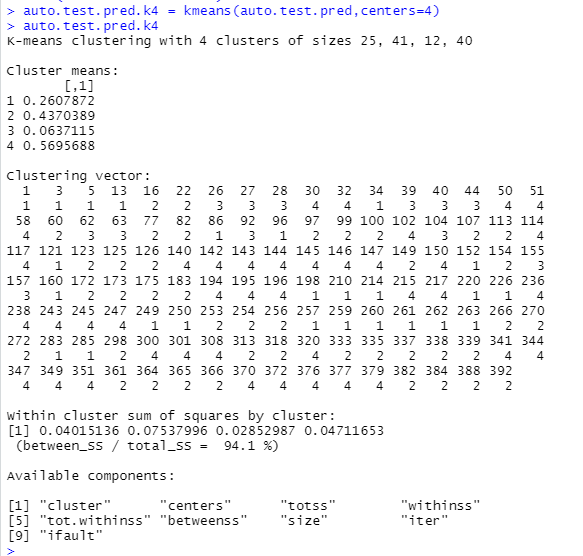 > auto.test.pred.k4 = kmeans(auto.test.pred,centers=4)
> auto.test.pred.k4
K-means clustering with 4 clusters of sizes 25, 41, 12, 40

Cluster means:
       [,1]
1 0.2607872
2 0.4370389
3 0.0637115
4 0.5695688

Clustering vector:
  1   3   5  13  16  22  26  27  28  30  32  34  39  40  44  50  51
  1   1   1   1   2   2   3   3   3   4   4   1   3   3   3   4   4
 58  60  62  63  77  82  86  92  96  97  99 100 102 104 107 113 114
  4   2   3   3   2   2   1   3   1   2   2   2   4   3   2   2   4
117 121 123 125 126 140 142 143 144 145 146 147 149 150 152 154 155
  4   1   2   2   2   4   4   4   4   4   4   4   2   4   1   2   3
157 160 172 173 175 183 194 195 196 198 210 214 215 217 220 226 236
  3   1   2   2   2   2   4   4   4   1   1   1   4   4   1   1   4
238 243 245 247 249 250 253 254 256 257 259 260 261 262 263 266 270
  4   4   4   4   1   1   2   2   2   1   1   1   1   1   1   2   2
272 283 285 298 300 301 308 313 318 320 333 335 337 338 339 341 344
  2   1   1   2   4   4   4   2   2   4   2   2   2   2   2   4   4
347 349 351 361 364 365 366 370 372 376 377 379 382 384 388 392
  4   4   4   2   2   2   2   4   4   4   4   4   2   2   2   2

Within cluster sum of squares by cluster:
[1] 0.04015136 0.07537996 0.02852987 0.04711653
 (between_SS / total_SS =  94.1 %)

Available components:

[1] "cluster"      "centers"      "totss"        "withinss"
[5] "tot.withinss" "betweenss"    "size"         "iter"
[9] "ifault"
>